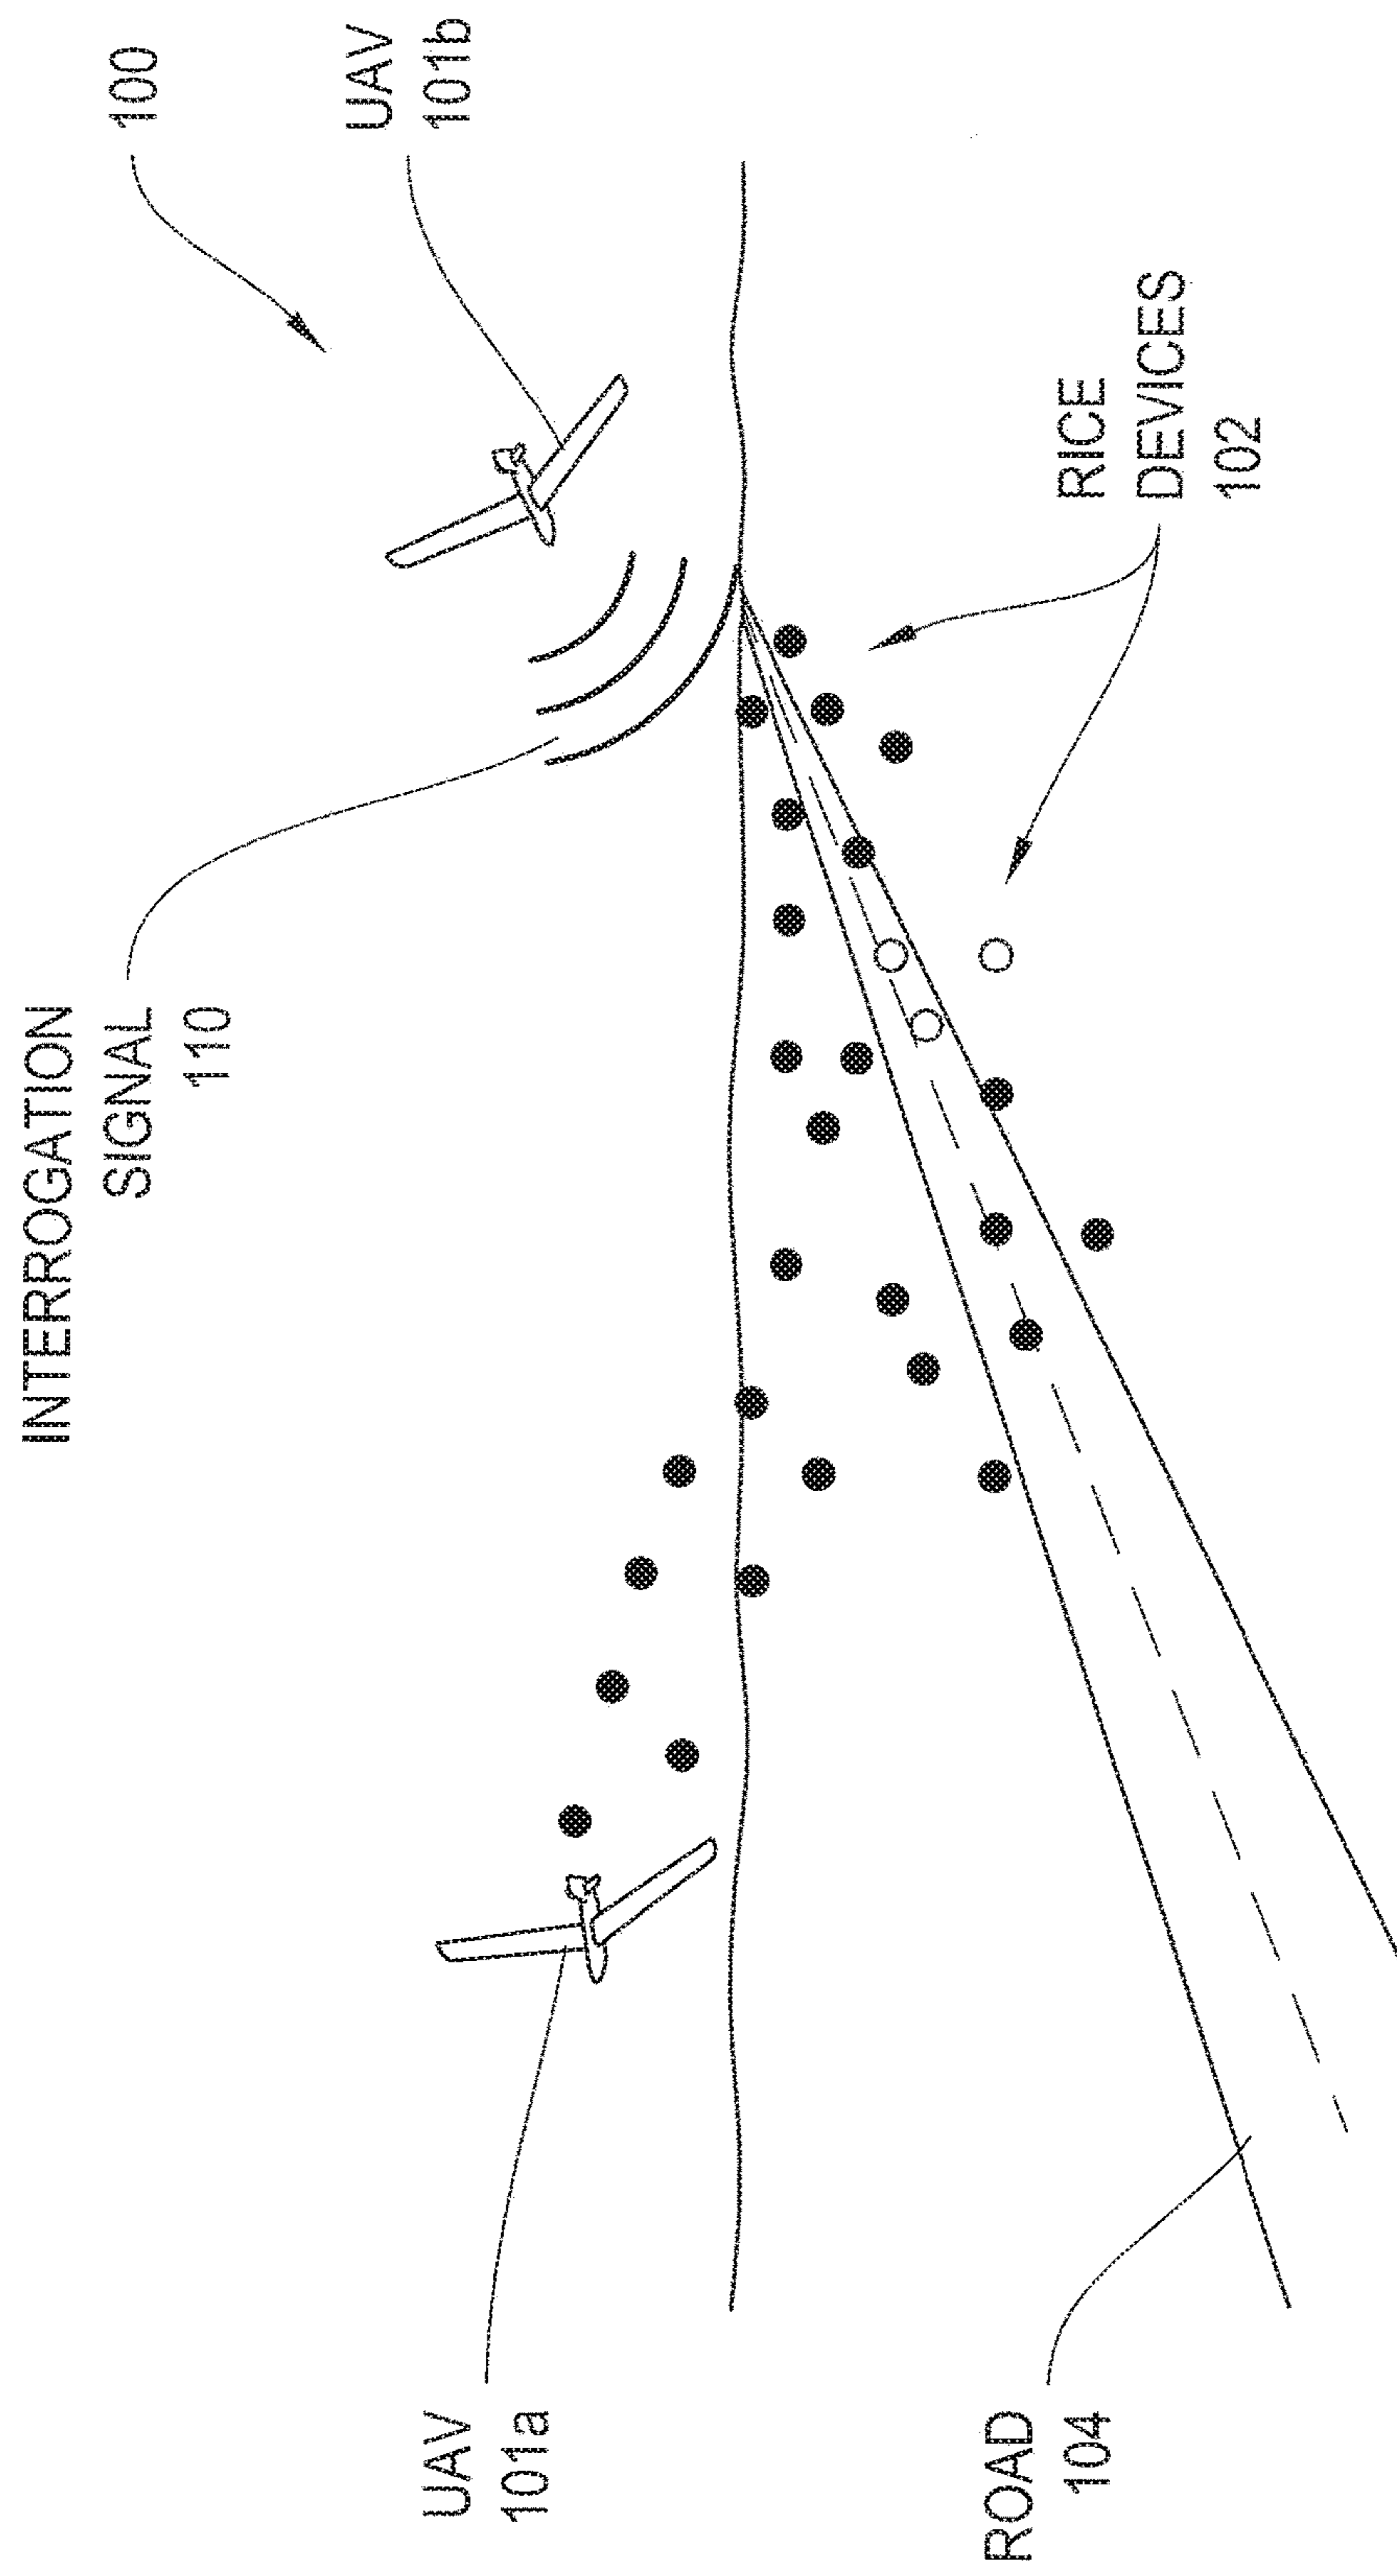 100
UAV
101b
INTERROGATION
SIGNAL
110
RICE
DEVICES
102
UAV
101a
ROAD
104